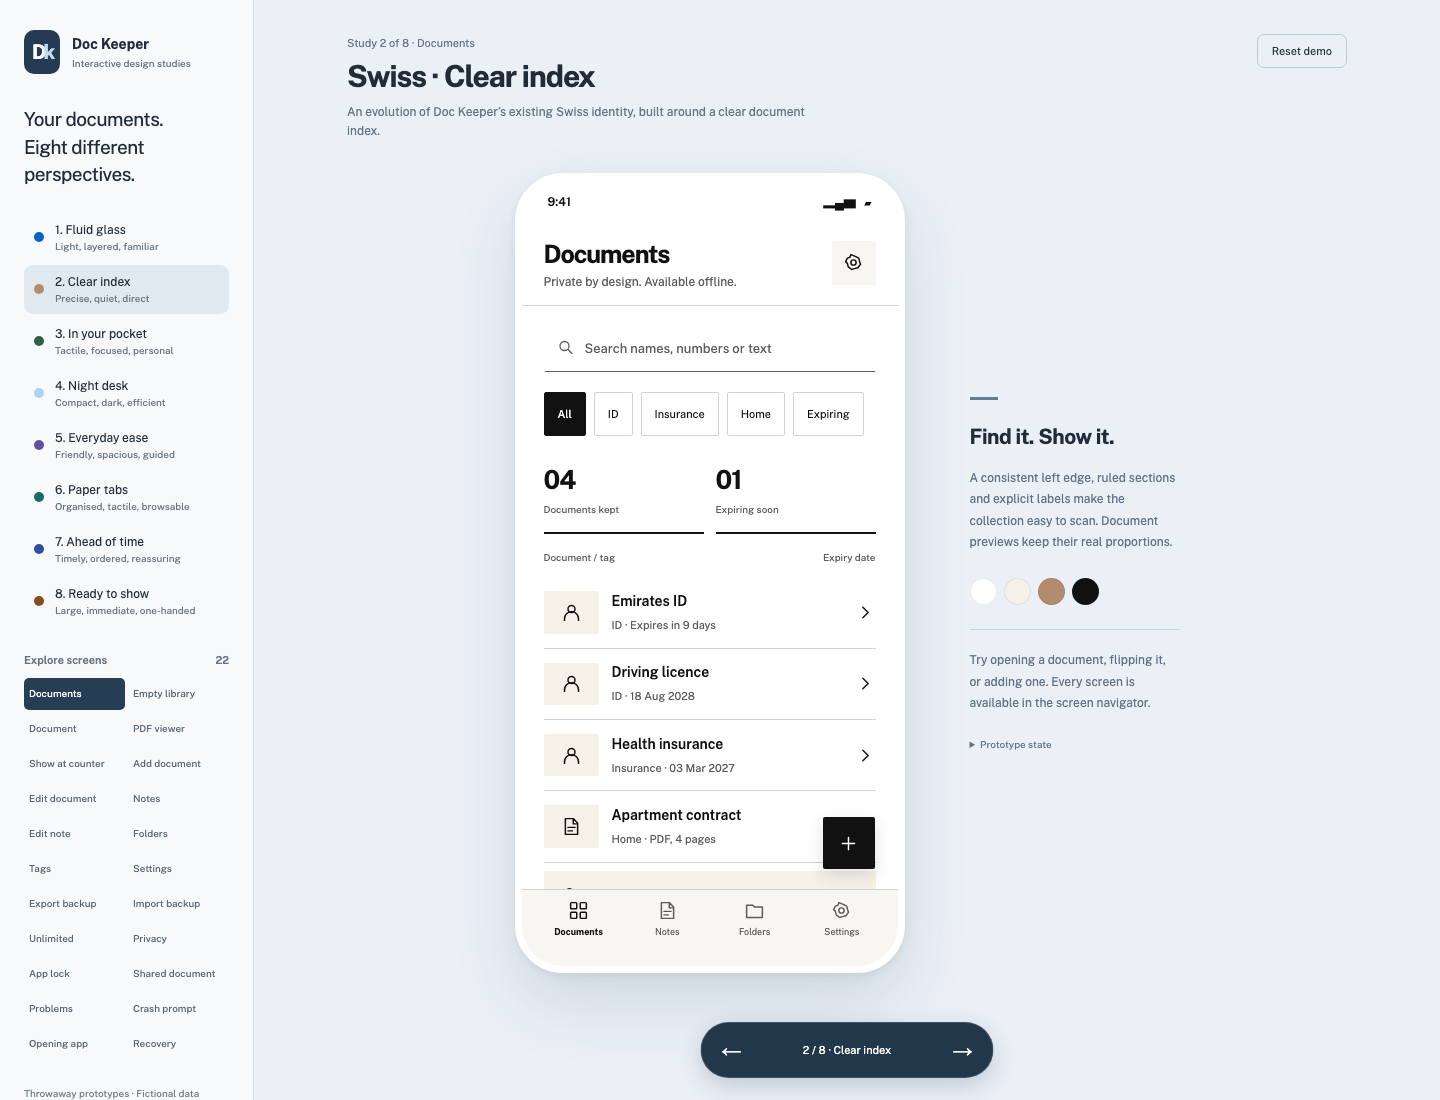 Dk
Doc Keeper
Interactive design studies
Your documents.
Eight different
perspectives.
1. Fluid glass
Light, layered, familiar
2. Clear index
Precise, quiet, direct
3. In your pocket
Tactile, focused, personal
4. Night desk
Compact, dark, efficient
5. Everyday ease
Friendly, spacious, guided
6. Paper tabs
Organised, tactile, browsable
7. Ahead of time
Timely, ordered, reassuring
8. Ready to show
Large, immediate, one-handed
Explore screens 22
Documents Empty library
Document PDF viewer
Show at counter Add document
Edit document Notes
Edit note Folders
Tags Settings
Export backup Import backup
Unlimited Privacy
App lock Shared document
Problems Crash prompt
Opening app Recovery
Throwaway prototypes · Fictional data
Study 2 of 8 · Documents
Swiss · Clear index
An evolution of Doc Keeper’s existing Swiss identity, built around a clear document
index.
Reset demo
9:41
Documents
Private by design. Available offline.
Search names, numbers or text
All ID Insurance Home Expiring
04 01
Documents kept Expiring soon
Document / tag Expiry date
Emirates ID
ID · Expires in 9 days
Driving licence
ID · 18 Aug 2028
Health insurance
Insurance · 03 Mar 2027
Apartment contract
Home · PDF, 4 pages
Documents Notes Folders Settings
Find it. Show it.
A consistent left edge, ruled sections
and explicit labels make the
collection easy to scan. Document
previews keep their real proportions.
Try opening a document, flipping it,
or adding one. Every screen is
available in the screen navigator.
Prototype state
2 / 8 · Clear index